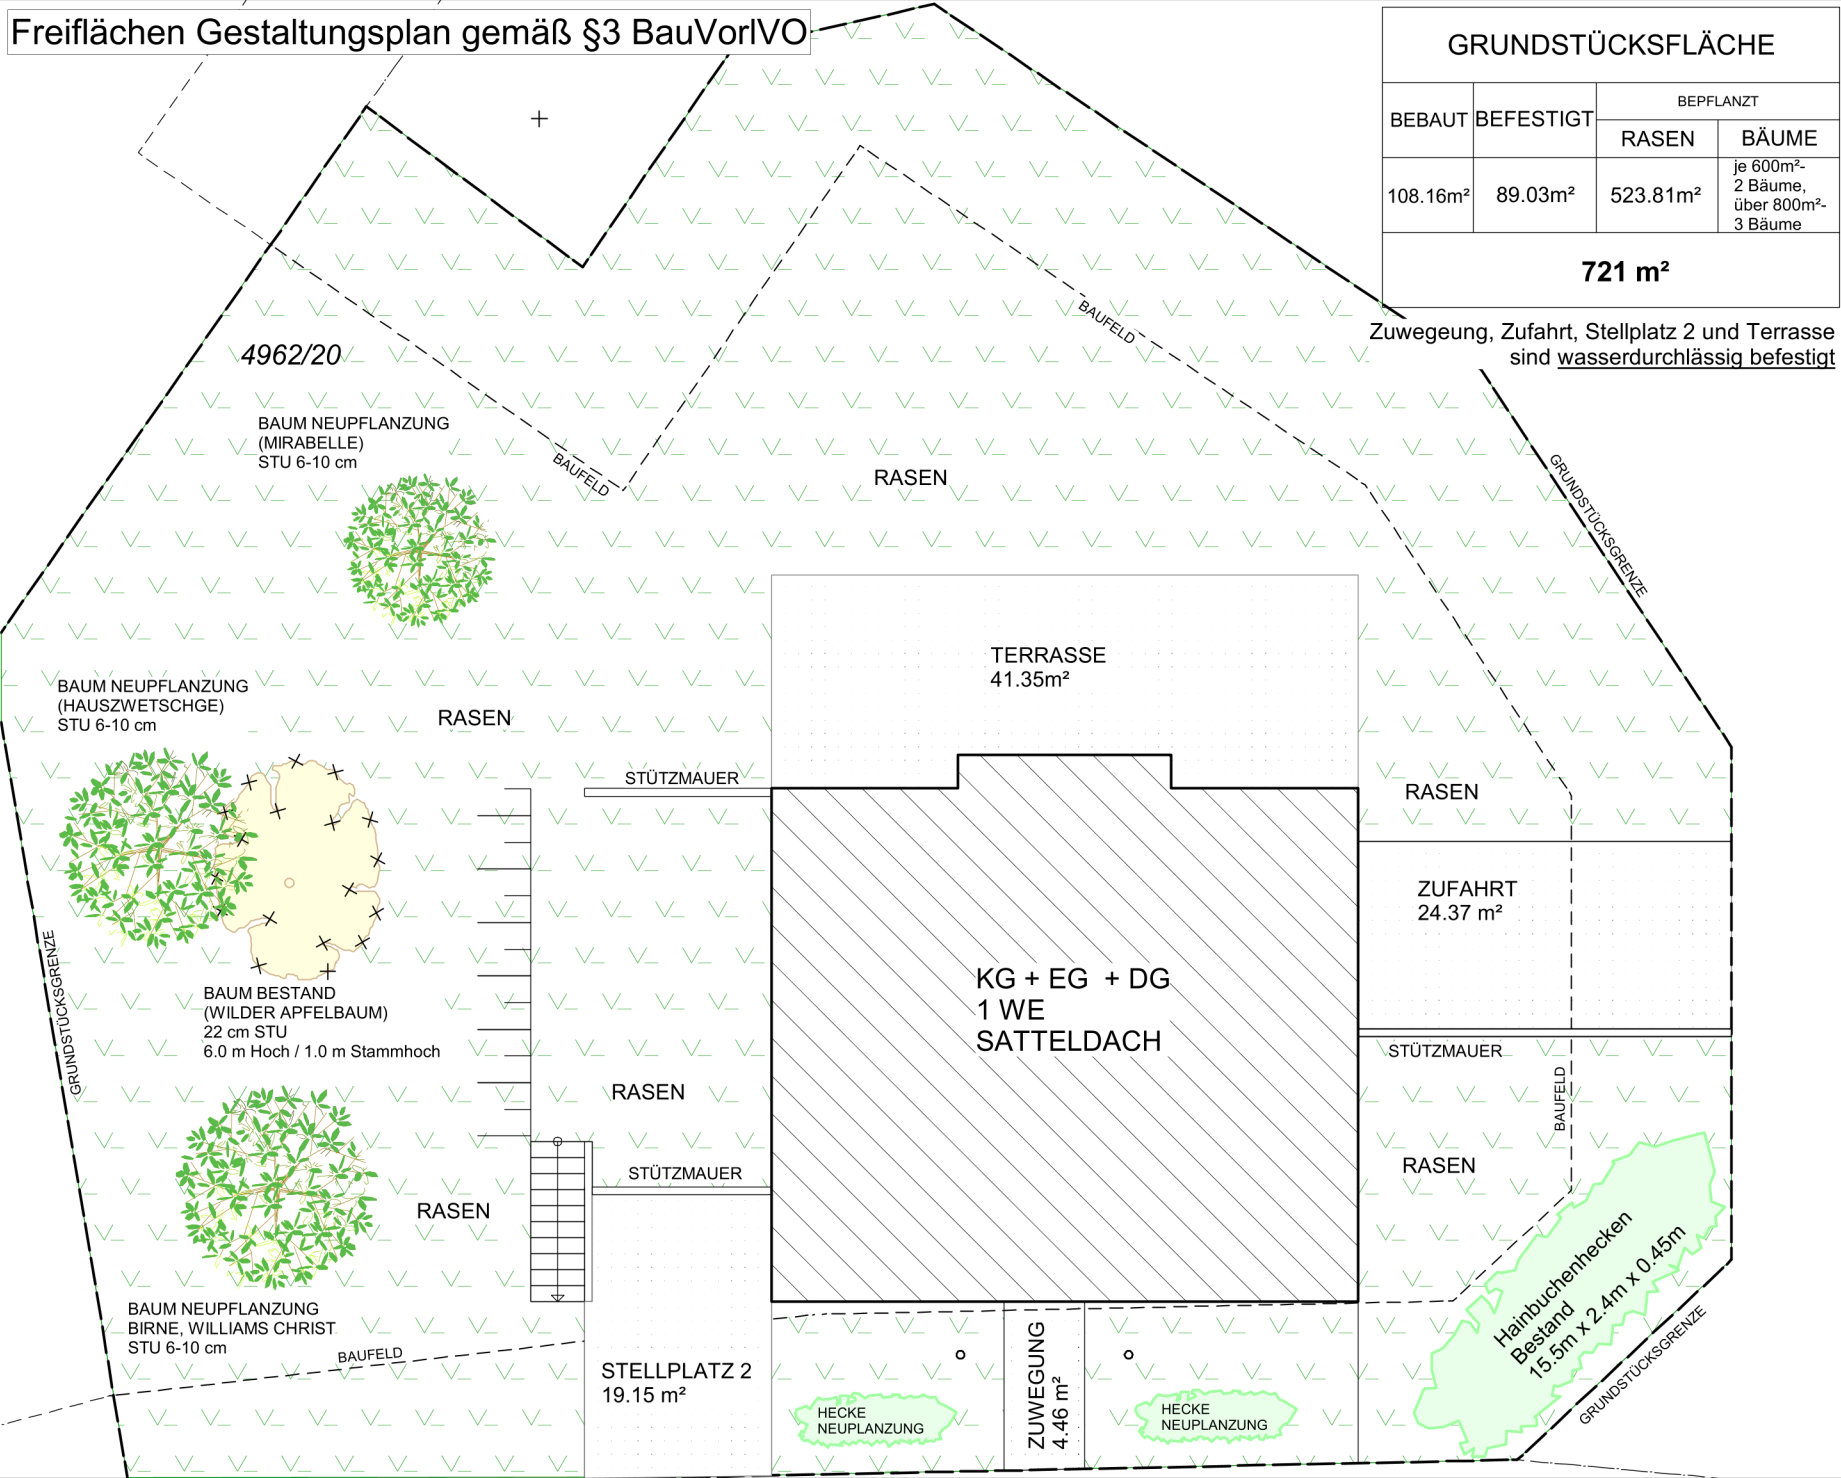 Freiflächen Gestaltungsplan gemäß §3 BauVorlVO
GRUNDSTÜCKSFLÄCHE
BEBAUT
BEFESTIGT
BEPFLANZT
RASEN
BÄUME
108.16m²
89.03m²
523.81m²
je 600m²-
2 Bäume,
über 800m²-
3 Bäume
721 m²
Zuwegeung, Zufahrt, Stellplatz 2 und Terrasse
sind wasserdurchlässig befestigt
4962/20
BAUFELD
BAUM NEUPFLANZUNG
(MIRABELLE)
STU 6-10 cm
BAUFELD
RASEN
GRUNDSTÜCKSGRENZE
TERRASSE
41.35m²
BAUM NEUPFLANZUNG
(HAUSZWETSCHGE)
STU 6-10 cm
RASEN
STÜTZMAUER
RASEN
ZUFAHRT
24.37 m²
GRUNDSTÜCKSGRENZE
BAUM BESTAND
(WILDER APFELBAUM)
22 cm STU
6.0 m Hoch / 1.0 m Stammhoch
KG + EG + DG
1 WE
SATTELDACH
STÜTZMAUER
BAUFELD
RASEN
STÜTZMAUER
RASEN
RASEN
BAUM NEUPFLANZUNG
BIRNE, WILLIAMS CHRIST
STU 6-10 cm
BAUFELD
STELLPLATZ 2
19.15 m²
HECKE
NEUPLANZUNG
ZUWEGUNG
4.46 m²
HECKE
NEUPLANZUNG
Hainbuchenhecken
Bestand
15.5m x 2.4m x 0.45m
GRUNDSTÜCKSGRENZE